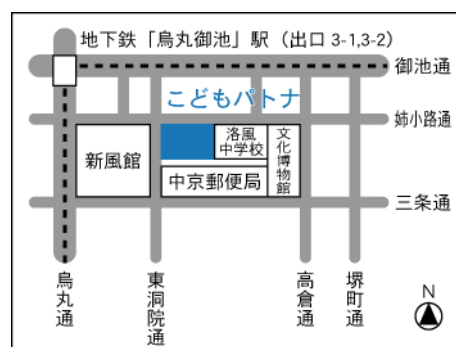 地下鉄「烏丸御池」駅（出口 3-1,3-2）
御池通
こどもパトナ
姉小路通
新風館
洛風
中学校
文化博物館
中京郵便局
三条通
烏丸通
東洞院通
高倉通
堺町通
N